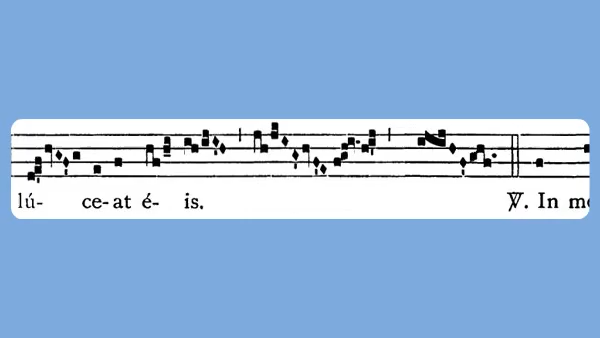 lú- ce-at é- is. ℣. In me